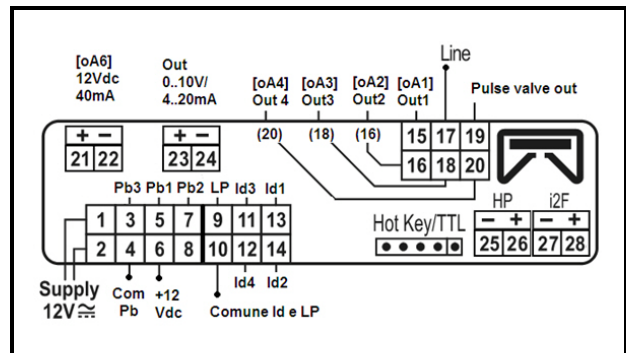 Line
[oA6] Out
12Vdc 0..10V/ [oA4] [oA3] [oA2] [oA1] Pulse valve out
40mA 4..20mA Out 4 Out3 Out2 Out1
+ − + − (20) (18) (16) 15 17 19
21 22 23 24 16 18 20
Pb3 Pb1 Pb2 LP Id3 Id1 HP i2F
1 3 5 7 9 11 13 Hot Key/TTL − + − +
2 4 6 8 10 12 14 25 26 27 28
Id4 Id2
Supply Com +12
12V≂ Pb Vdc Comune Id e LP